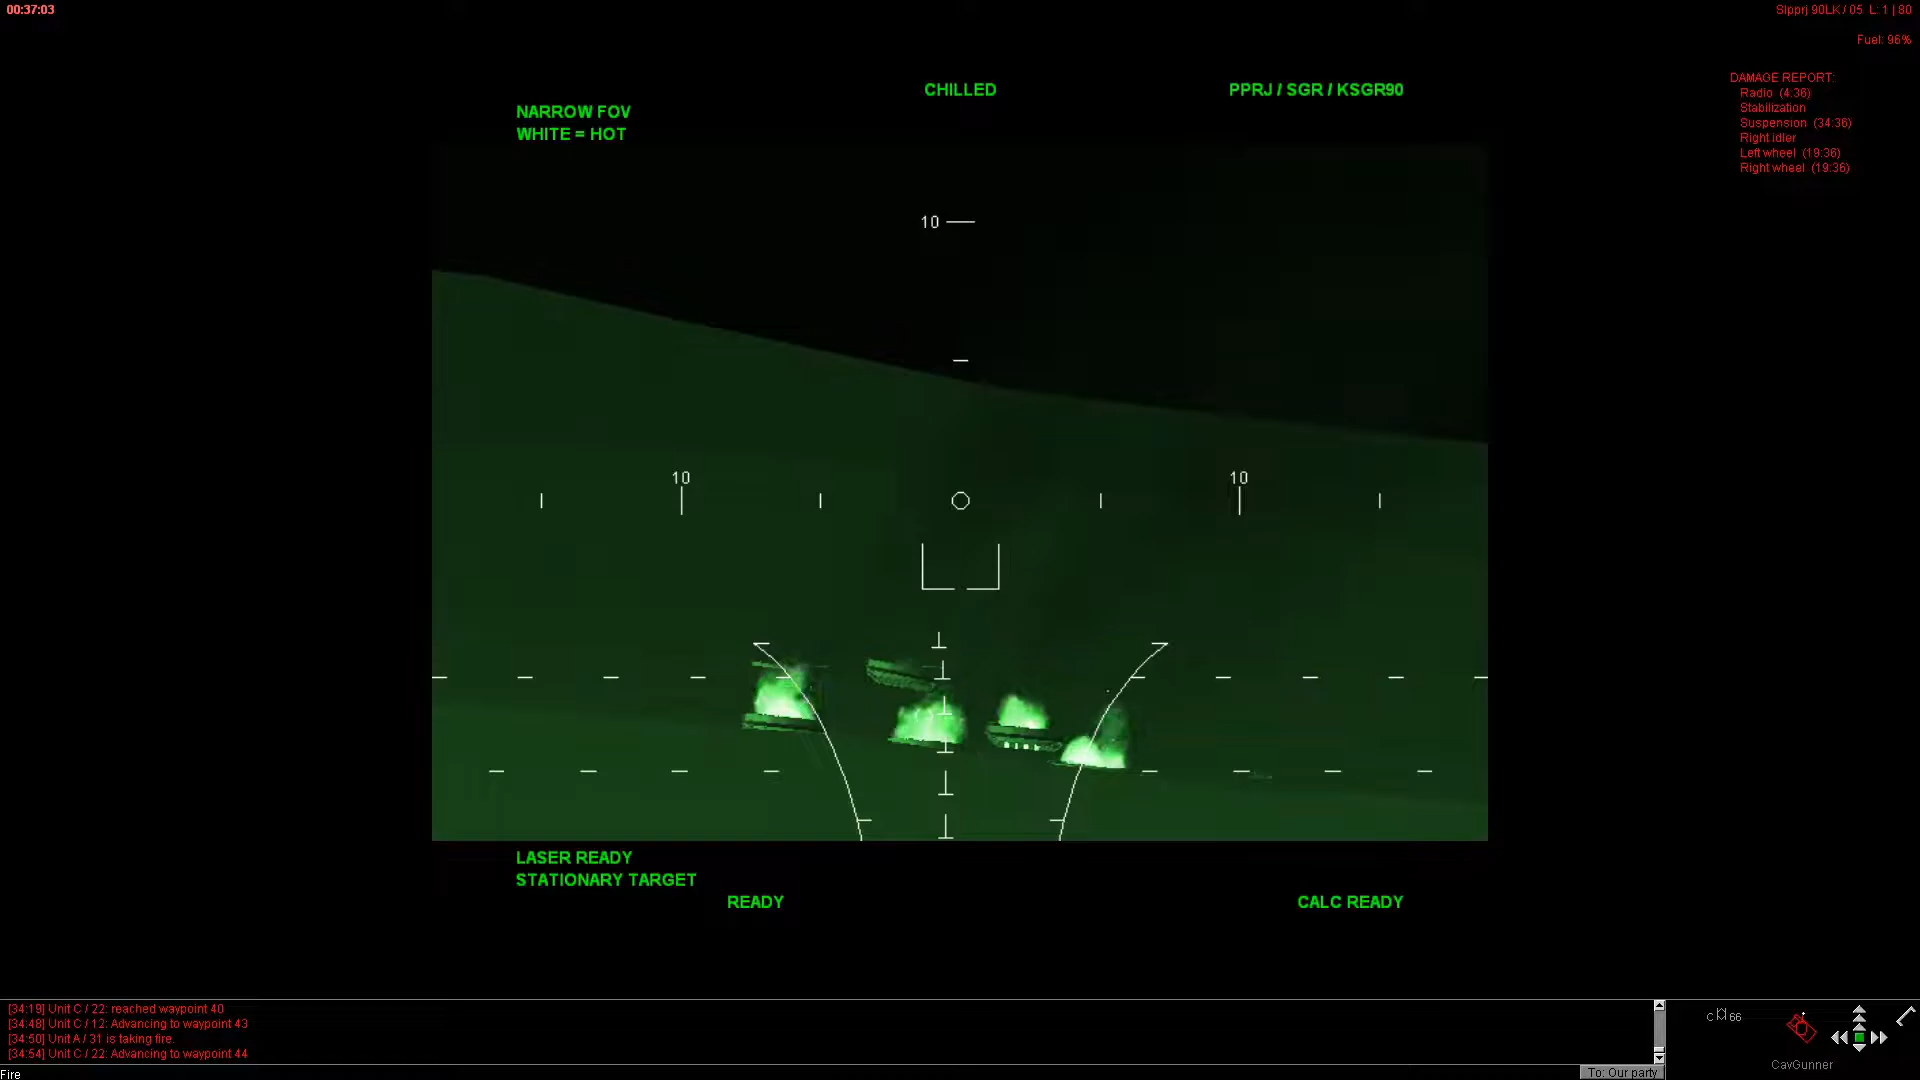 00:37:03
Slpprj 90LK / 05 L: 1 | 80
Fuel: 96%
CHILLED
PPRJ / SGR / KSGR90
NARROW FOV
WHITE = HOT
DAMAGE REPORT:
Radio (4:36)
Stabilization
Suspension (34:36)
Right idler
Left wheel (19:36)
Right wheel (19:36)
10
10
10
LASER READY
STATIONARY TARGET
READY
CALC READY
[34:19] Unit C / 22: reached waypoint 40
[34:48] Unit C / 12: Advancing to waypoint 43
[34:50] Unit A / 31 is taking fire.
[34:54] Unit C / 22: Advancing to waypoint 44
66
CavGunner
Fire
To: Our party